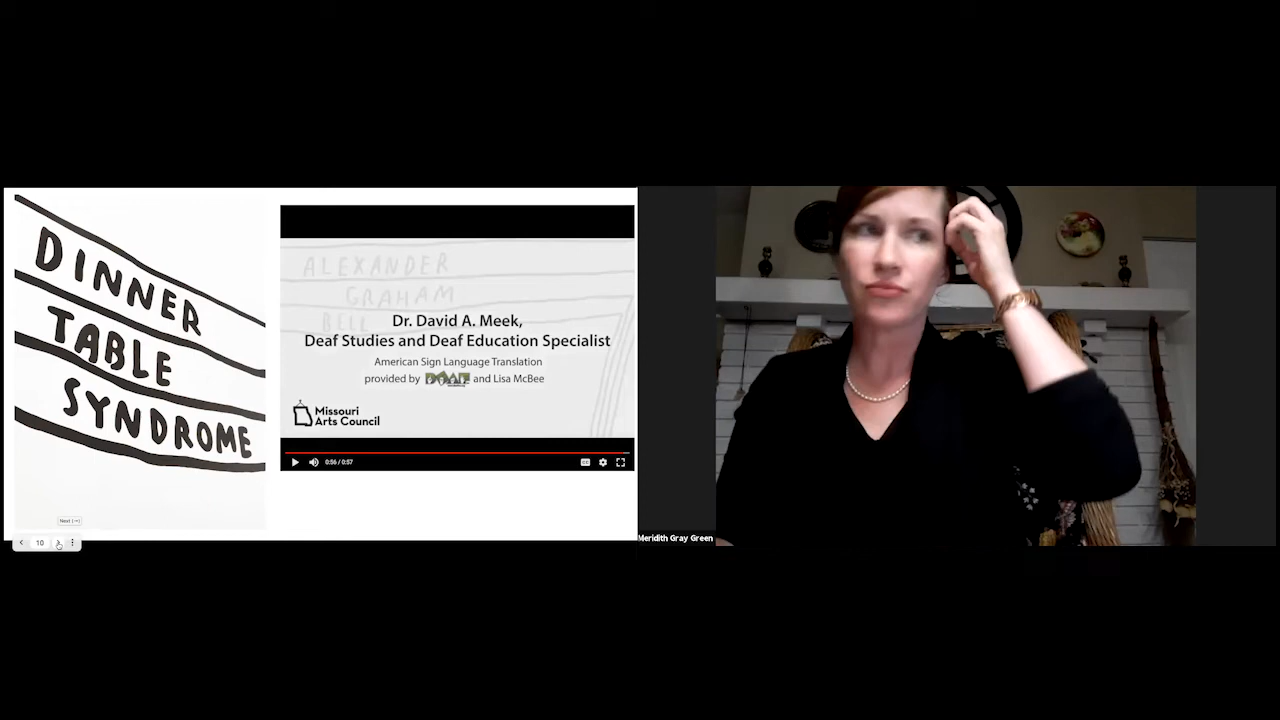 DINNER
TABLE
SYNDROME
ALEXANDER
GRAHAM
BELL
Dr. David A. Meek,
Deaf Studies and Deaf Education Specialist
American Sign Language Translation
provided by and Lisa McBee
Missouri
Arts Council
0:56 / 0:57
CC
Next (→)
10
Meridith Gray Green